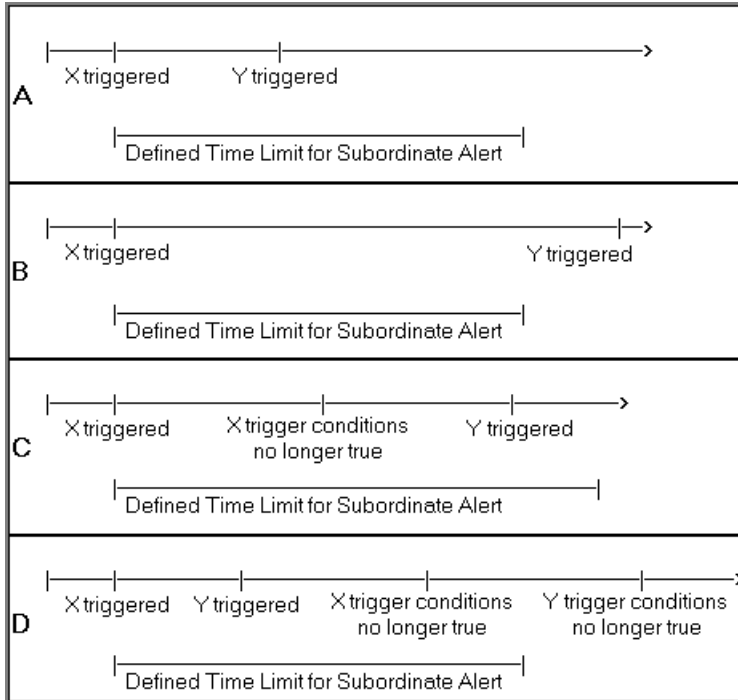 A
X triggered
Y triggered
Defined Time Limit for Subordinate Alert
B
X triggered
Y triggered
Defined Time Limit for Subordinate Alert
C
X triggered
X trigger conditions
no longer true
Y triggered
Defined Time Limit for Subordinate Alert
D
X triggered
Y triggered
X trigger conditions
no longer true
Y trigger conditions
no longer true
Defined Time Limit for Subordinate Alert